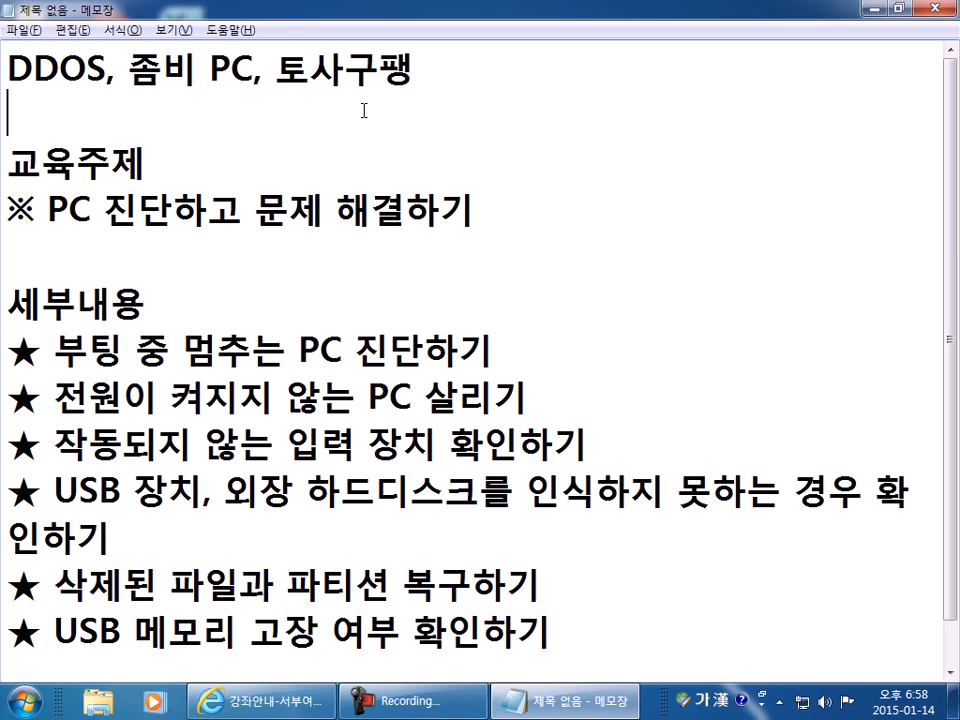 제목 없음 - 메모장
파일(F) 편집(E) 서식(O) 보기(V) 도움말(H)
DDOS, 좀비 PC, 토사구팽
교육주제
※ PC 진단하고 문제 해결하기
세부내용
★ 부팅 중 멈추는 PC 진단하기
★ 전원이 켜지지 않는 PC 살리기
★ 작동되지 않는 입력 장치 확인하기
★ USB 장치, 외장 하드디스크를 인식하지 못하는 경우 확
인하기
★ 삭제된 파일과 파티션 복구하기
★ USB 메모리 고장 여부 확인하기
강좌안내-서부여... Recording... 제목 없음 - 메모장 가 漢 오후 6:58
2015-01-14